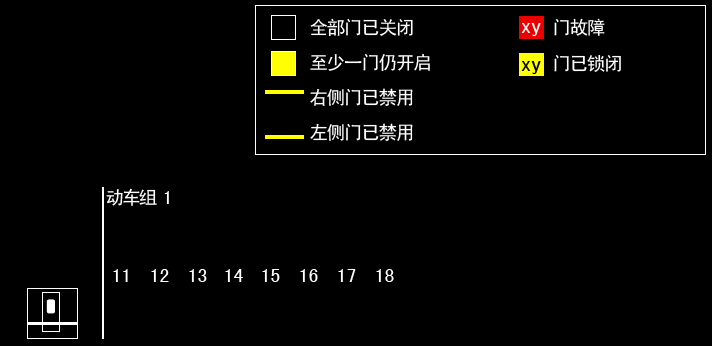 全部门已关闭
xy 门故障
至少一门仍开启
xy 门已锁闭
右侧门已禁用
左侧门已禁用
动车组 1
11 12 13 14 15 16 17 18